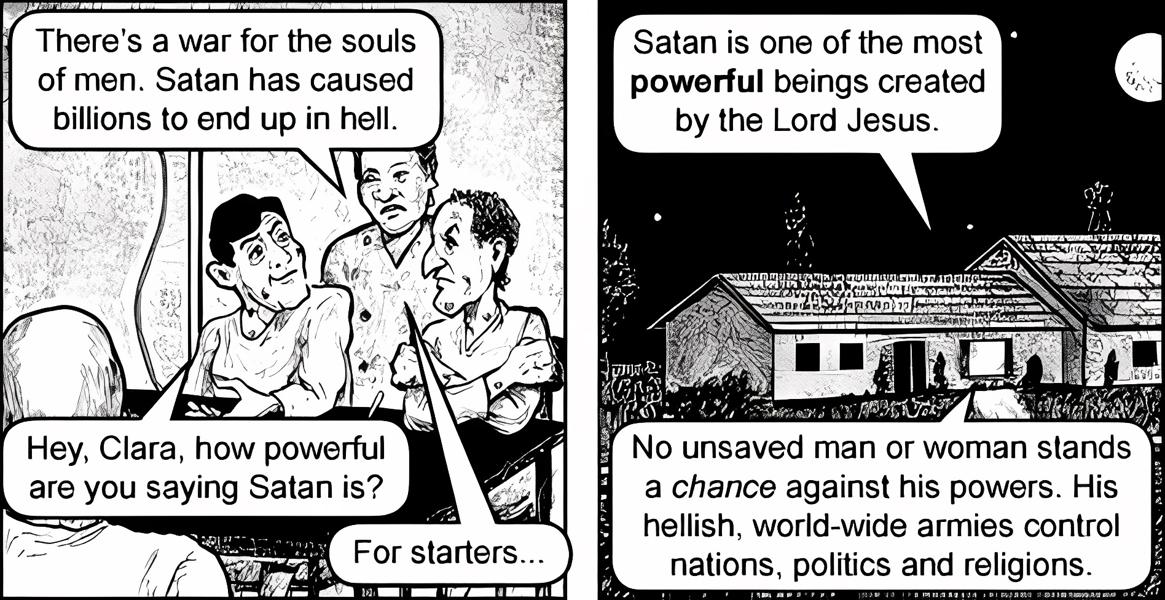 There's a war for the souls
of men. Satan has caused
billions to end up in hell.
Hey, Clara, how powerful
are you saying Satan is?
For starters...
Satan is one of the most
powerful beings created
by the Lord Jesus.
No unsaved man or woman stands
a chance against his powers. His
hellish, world-wide armies control
nations, politics and religions.